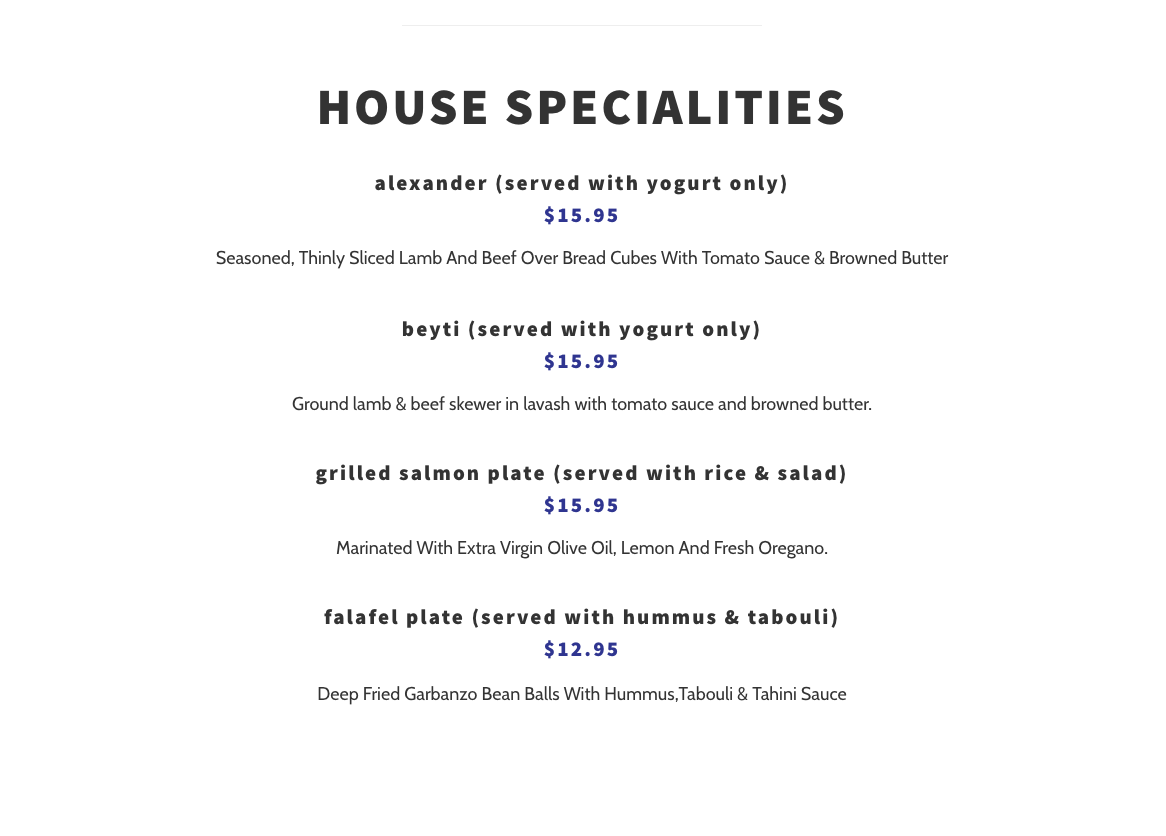 HOUSE SPECIALITIES
alexander (served with yogurt only)
$15.95
Seasoned, Thinly Sliced Lamb And Beef Over Bread Cubes With Tomato Sauce & Browned Butter
beyti (served with yogurt only)
$15.95
Ground lamb & beef skewer in lavash with tomato sauce and browned butter.
grilled salmon plate (served with rice & salad)
$15.95
Marinated With Extra Virgin Olive Oil, Lemon And Fresh Oregano.
falafel plate (served with hummus & tabouli)
$12.95
Deep Fried Garbanzo Bean Balls With Hummus,Tabouli & Tahini Sauce